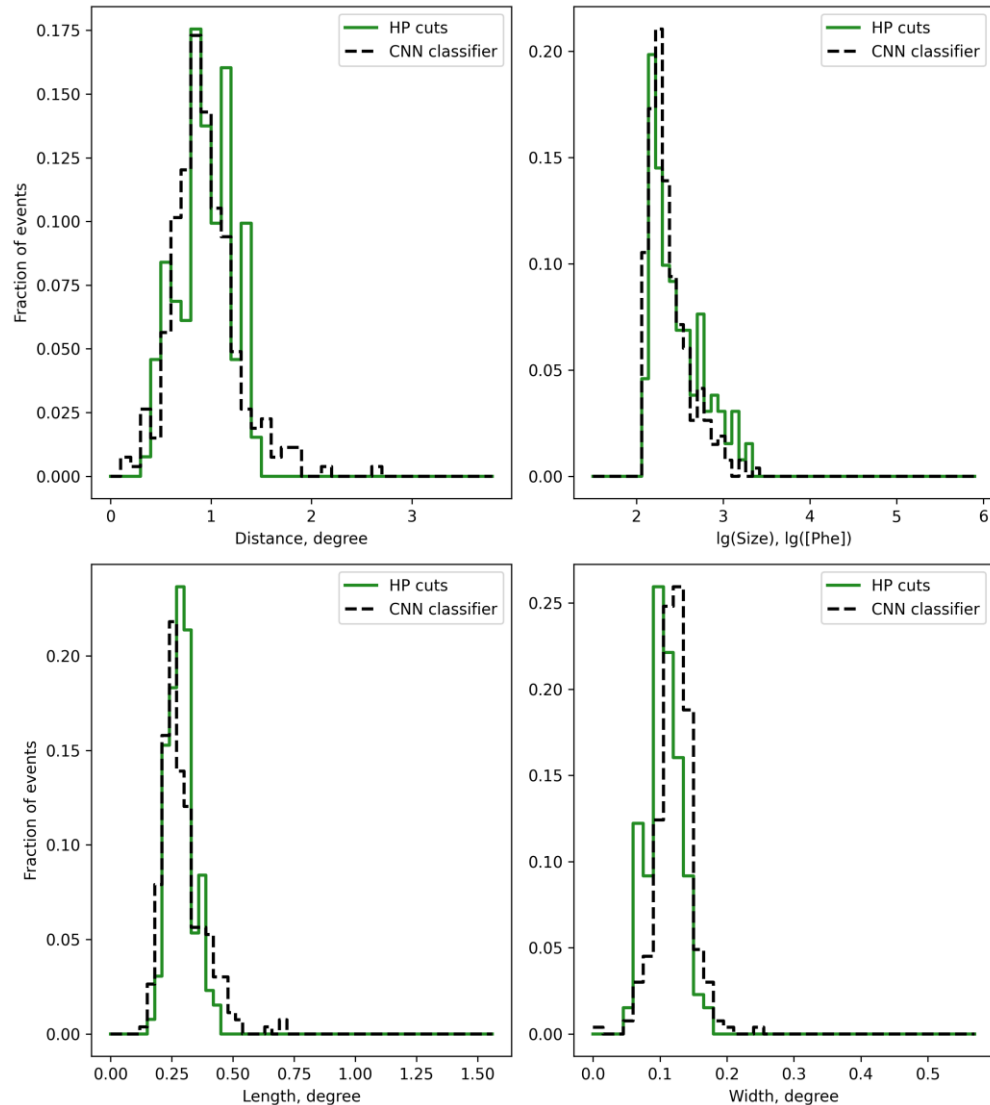 HP cuts
CNN classifier
Fraction of events
0.175
0.150
0.125
0.100
0.075
0.050
0.025
0.000
0 1 2 3
Distance, degree
HP cuts
CNN classifier
0.20
0.15
0.10
0.05
0.00
2 3 4 5 6
lg(Size), lg([Phe])
HP cuts
CNN classifier
Fraction of events
0.20
0.15
0.10
0.05
0.00
0.00 0.25 0.50 0.75 1.00 1.25 1.50
Length, degree
HP cuts
CNN classifier
0.25
0.20
0.15
0.10
0.05
0.00
0.0 0.1 0.2 0.3 0.4 0.5
Width, degree